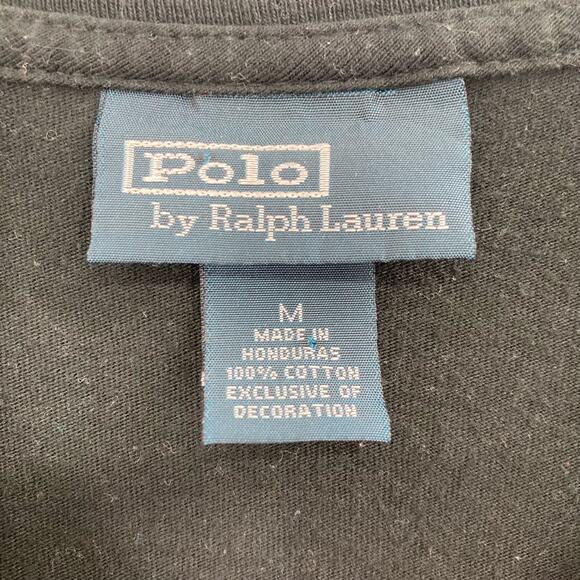 Polo
by Ralph Lauren
M
MADE IN
HONDURAS
100% COTTON
EXCLUSIVE OF
DECORATION